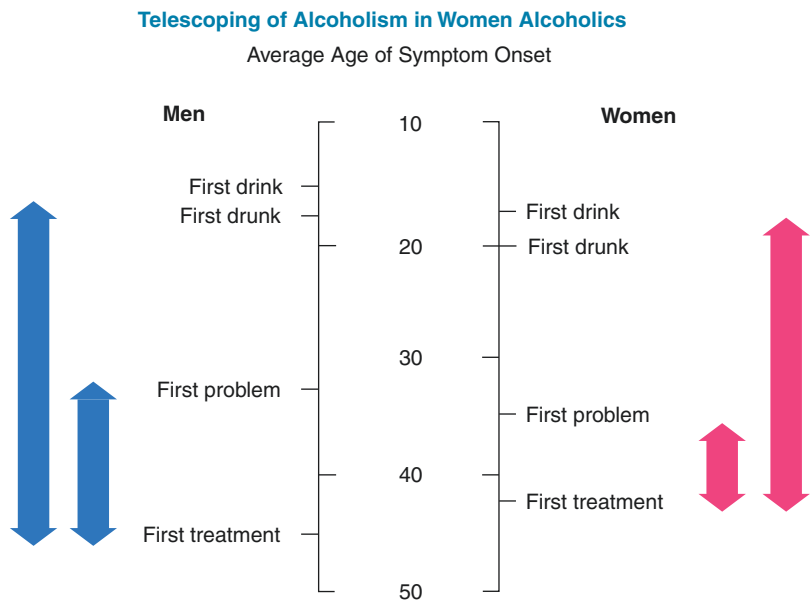 Telescoping of Alcoholism in Women Alcoholics
Average Age of Symptom Onset
Men
Women
10
First drink
First drunk
First drink
20
First drunk
30
First problem
First problem
40
First treatment
First treatment
50